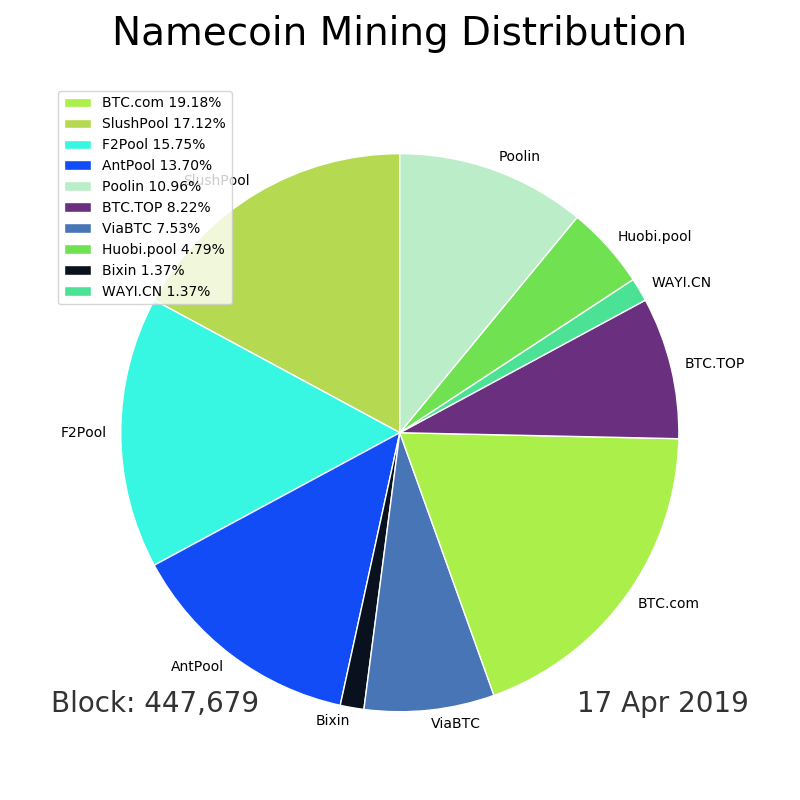 Namecoin Mining Distribution
BTC.com 19.18%
SlushPool 17.12%
F2Pool 15.75%
AntPool 13.70%
Poolin 10.96%
BTC.TOP 8.22%
ViaBTC 7.53%
Huobi.pool 4.79%
Bixin 1.37%
WAYI.CN 1.37%
Poolin
SlushPool
Huobi.pool
WAYI.CN
BTC.TOP
F2Pool
BTC.com
AntPool
Bixin
ViaBTC
Block: 447,679
17 Apr 2019